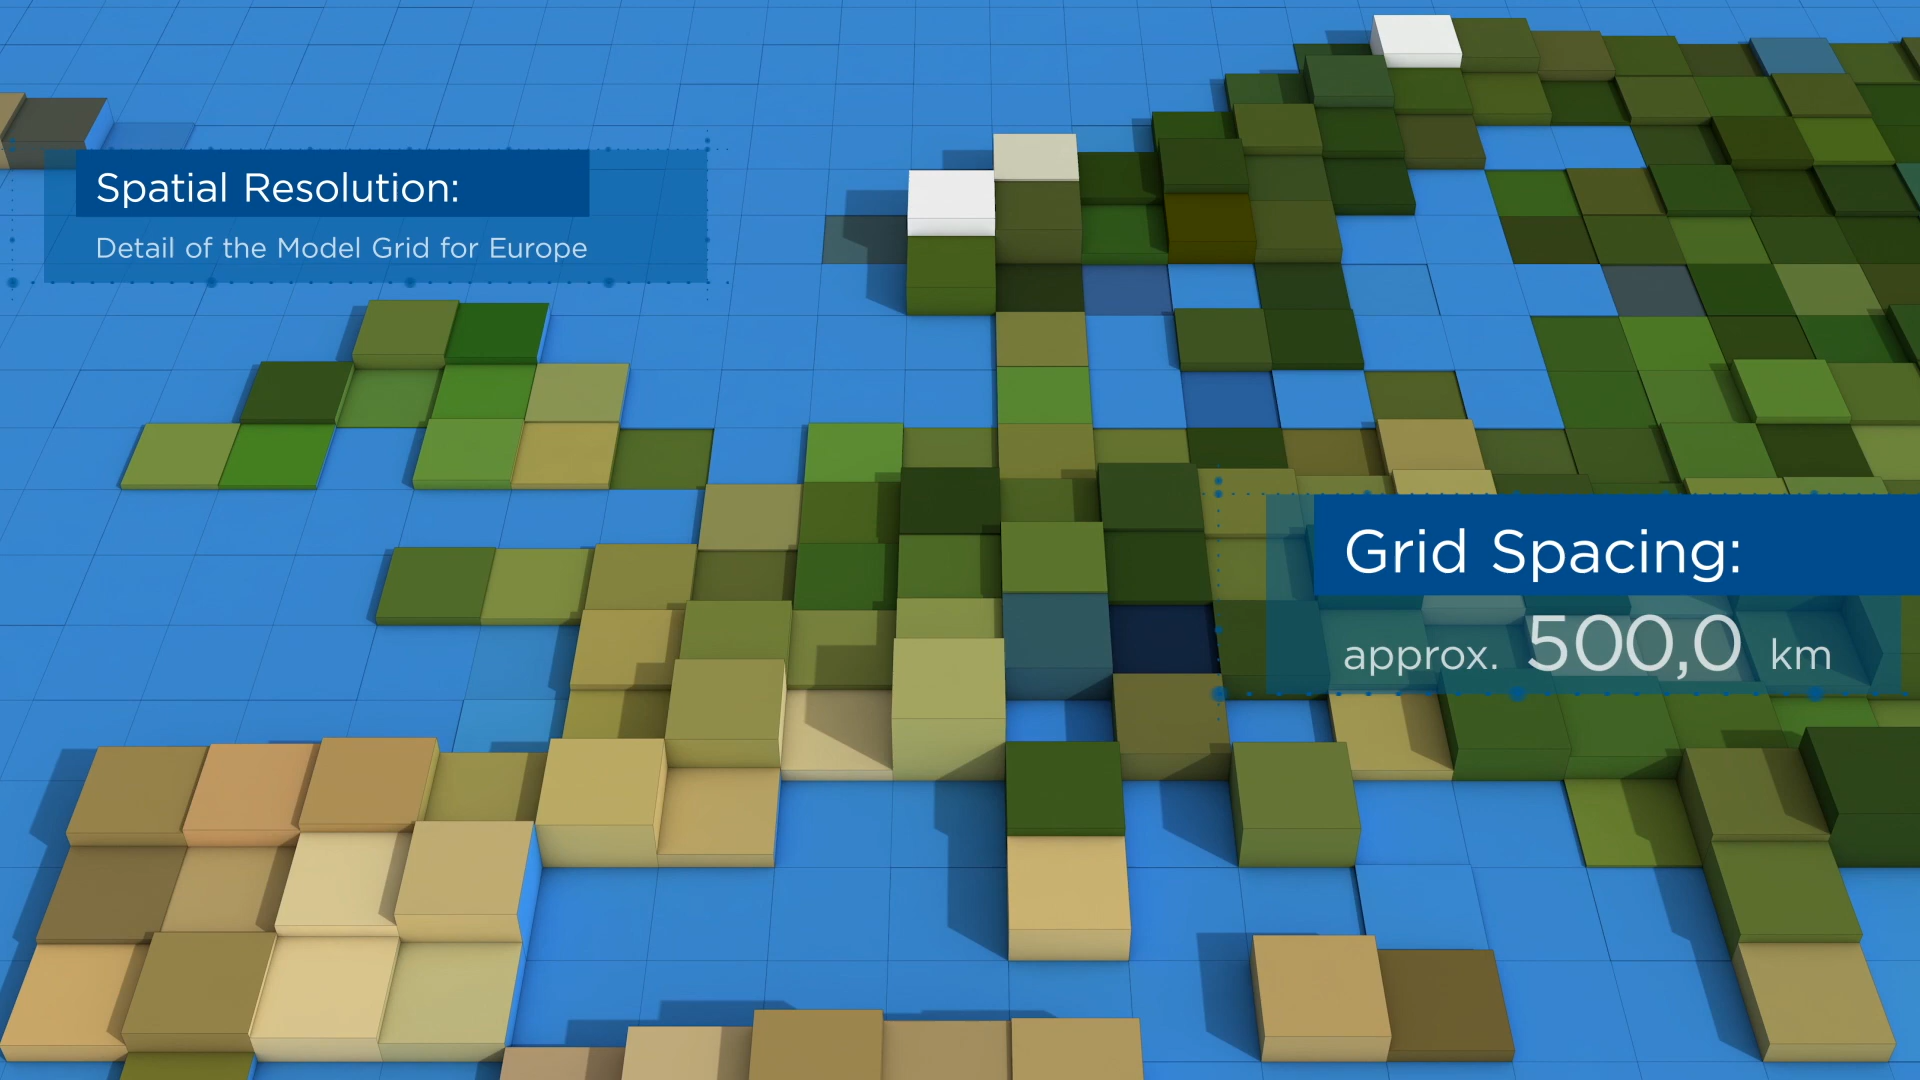 Spatial Resolution:
Detail of the Model Grid for Europe
Grid Spacing:
approx. 500,0 km